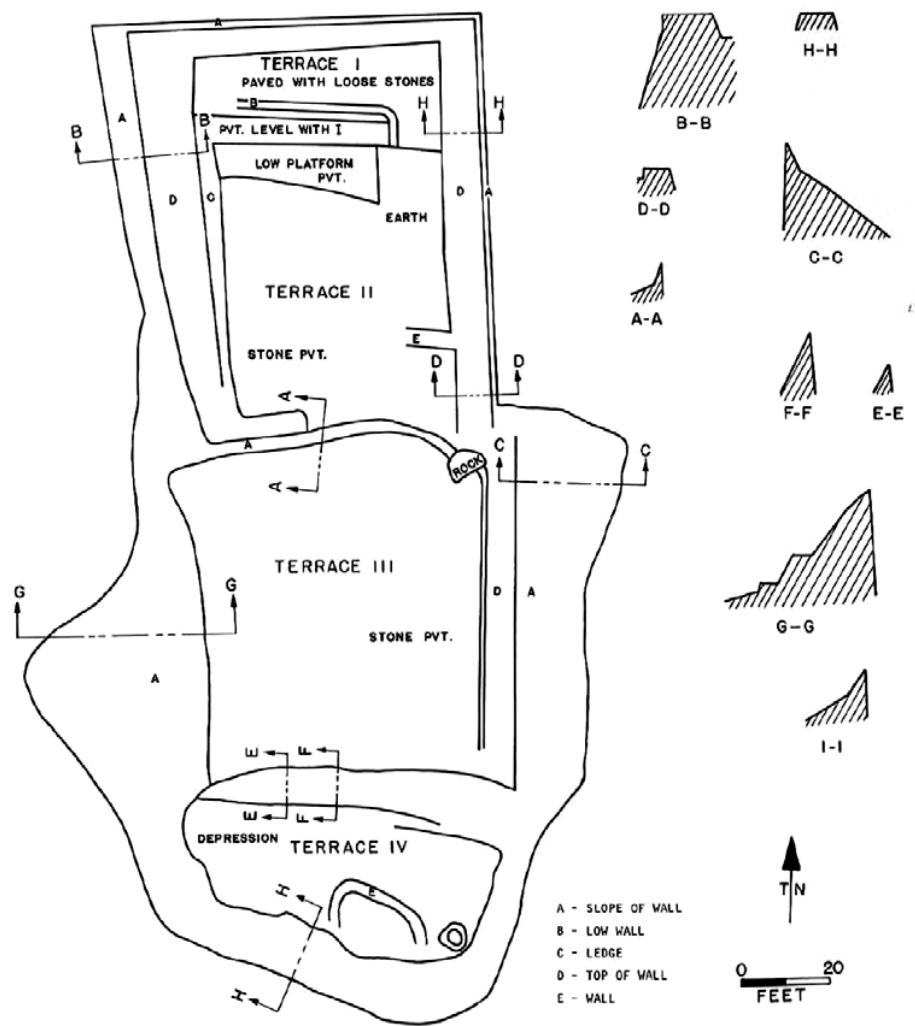 A
TERRACE I
PAVED WITH LOOSE STONES
B
H H
A
B B
PVT. LEVEL WITH I
LOW PLATFORM
PVT.
D C
D A
EARTH
TERRACE II
E
STONE PVT.
D D
A
A
ROCK
C C
A
TERRACE III
G G
D A
STONE PVT.
A
E F
E F
DEPRESSION
TERRACE IV
H
E
H
B-B
H-H
D-D
C-C
A-A
F-F
E-E
G-G
I-I
TN
A - SLOPE OF WALL
B - LOW WALL
C - LEDGE
D - TOP OF WALL
E - WALL
0 20
FEET